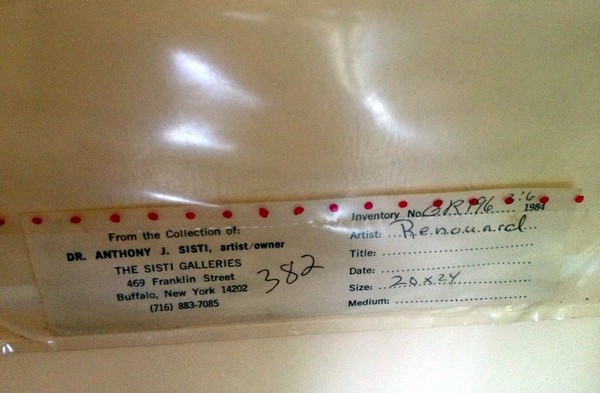 From the Collection of:
DR. ANTHONY J. SISTI, artist/owner
THE SISTI GALLERIES
469 Franklin Street
Buffalo, New York 14202
(716) 883-7085
382
Inventory No. GR196 1984
Artist: Renouard
Title:
Date:
Size: 20x24
Medium: